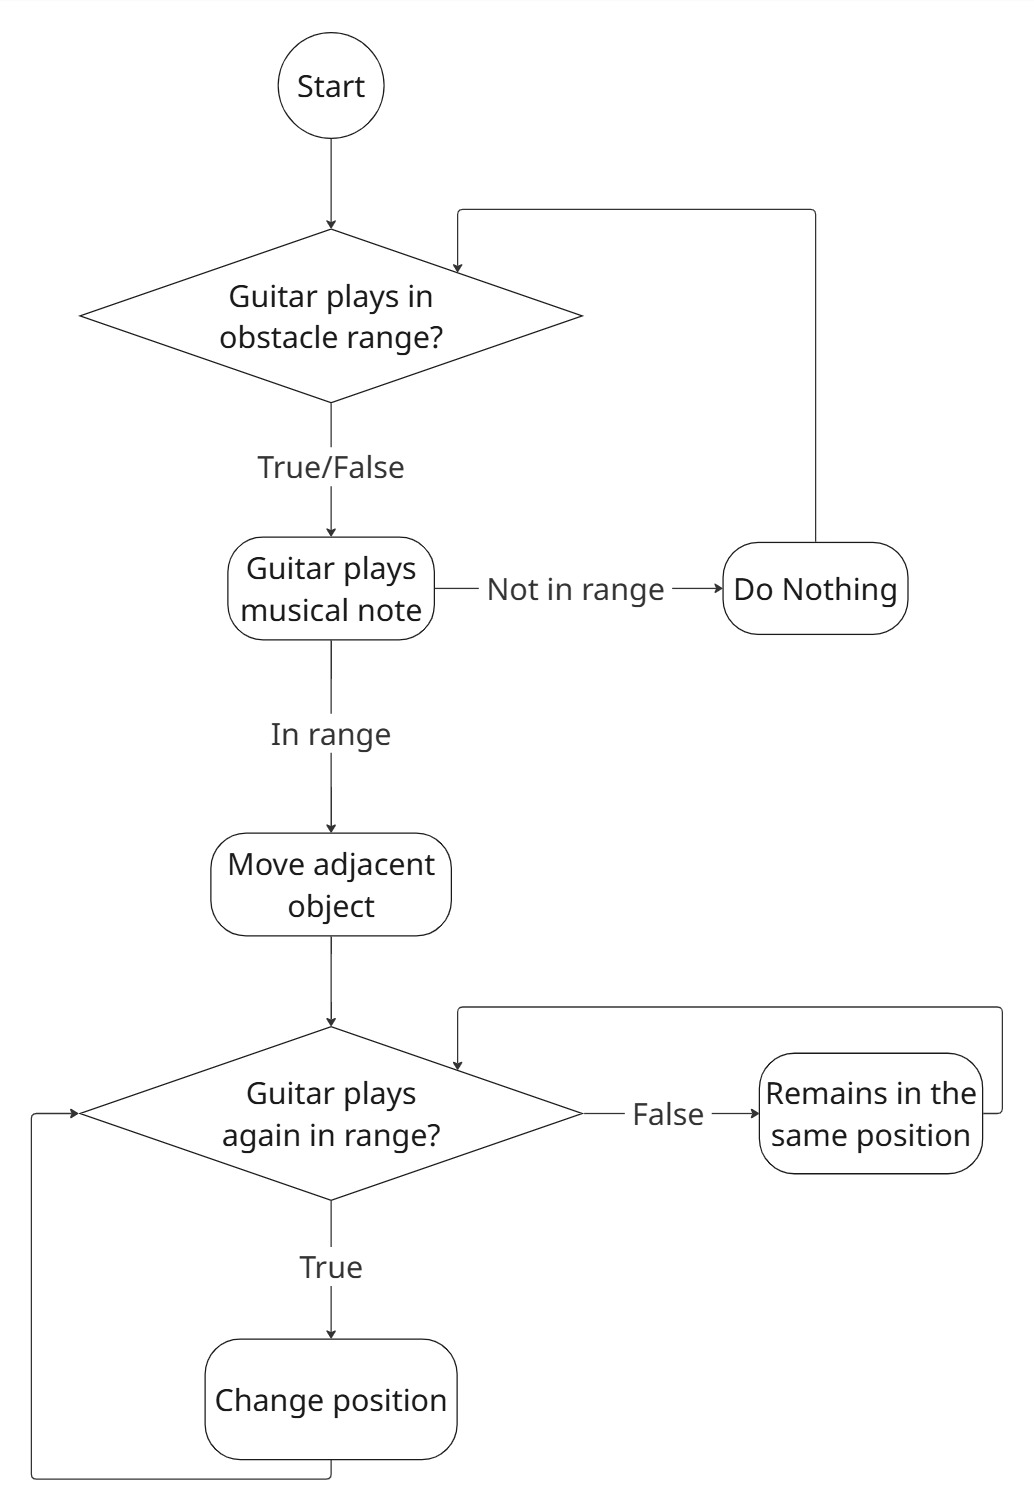 Start
Guitar plays in
obstacle range?
True/False
Guitar plays
musical note
Not in range
Do Nothing
In range
Move adjacent
object
Guitar plays
again in range?
False
Remains in the
same position
True
Change position